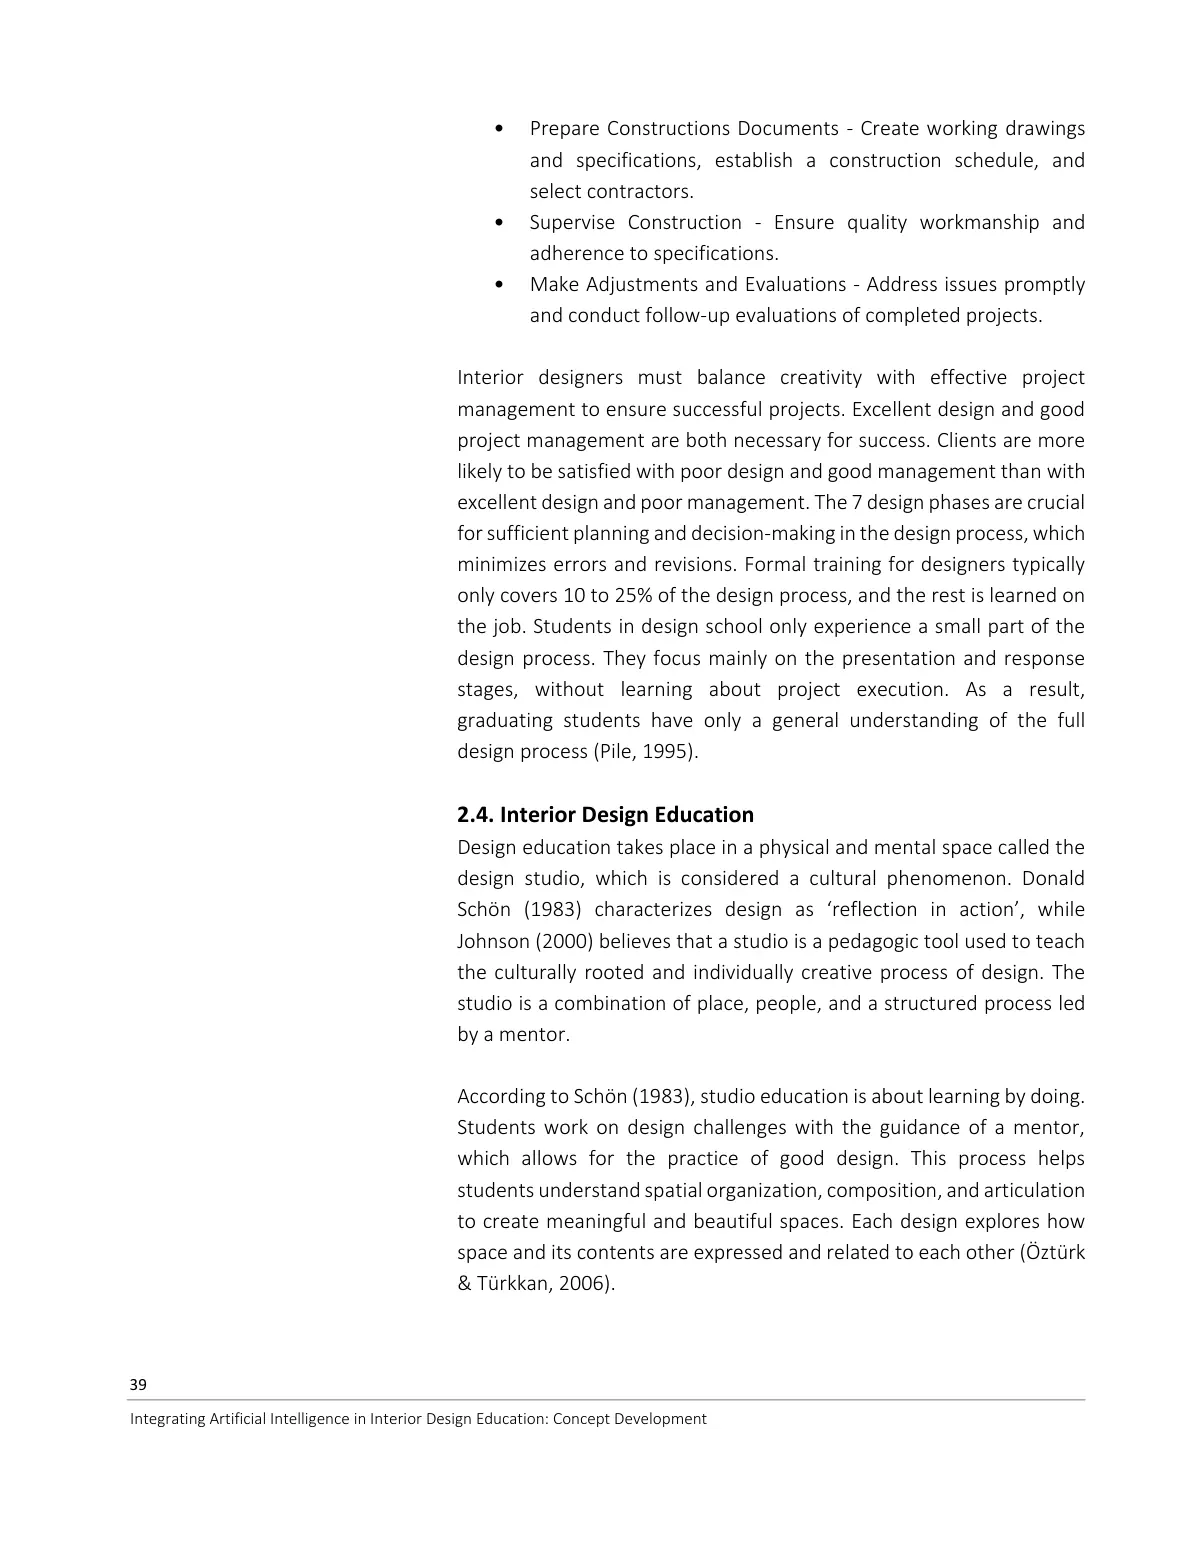 • Prepare Constructions Documents - Create working drawings
and specifications, establish a construction schedule, and
select contractors.
• Supervise Construction - Ensure quality workmanship and
adherence to specifications.
• Make Adjustments and Evaluations - Address issues promptly
and conduct follow-up evaluations of completed projects.
Interior designers must balance creativity with effective project
management to ensure successful projects. Excellent design and good
project management are both necessary for success. Clients are more
likely to be satisfied with poor design and good management than with
excellent design and poor management. The 7 design phases are crucial
for sufficient planning and decision-making in the design process, which
minimizes errors and revisions. Formal training for designers typically
only covers 10 to 25% of the design process, and the rest is learned on
the job. Students in design school only experience a small part of the
design process. They focus mainly on the presentation and response
stages, without learning about project execution. As a result,
graduating students have only a general understanding of the full
design process (Pile, 1995).
2.4. Interior Design Education
Design education takes place in a physical and mental space called the
design studio, which is considered a cultural phenomenon. Donald
Schön (1983) characterizes design as ‘reflection in action’, while
Johnson (2000) believes that a studio is a pedagogic tool used to teach
the culturally rooted and individually creative process of design. The
studio is a combination of place, people, and a structured process led
by a mentor.
According to Schön (1983), studio education is about learning by doing.
Students work on design challenges with the guidance of a mentor,
which allows for the practice of good design. This process helps
students understand spatial organization, composition, and articulation
to create meaningful and beautiful spaces. Each design explores how
space and its contents are expressed and related to each other (Öztürk
& Türkkan, 2006).
39
Integrating Artificial Intelligence in Interior Design Education: Concept Development